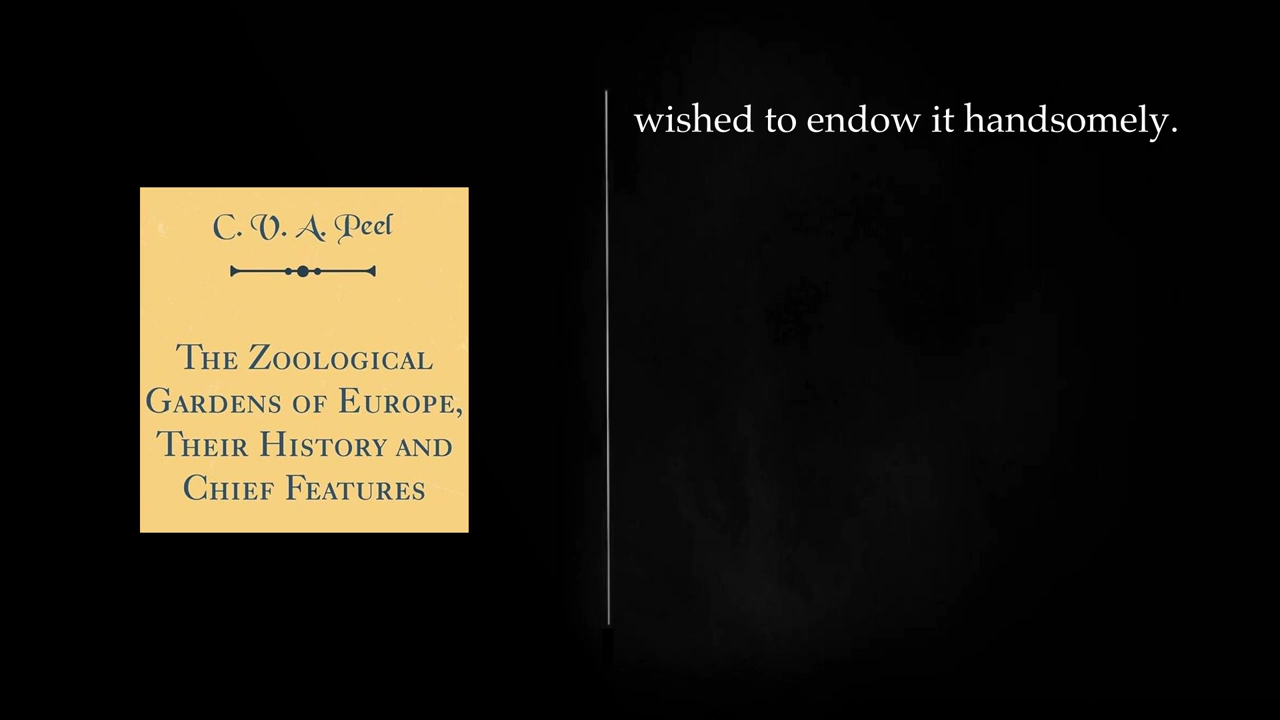 C. V. A. Peel
The Zoological
Gardens of Europe,
Their History and
Chief Features
wished to endow it handsomely.